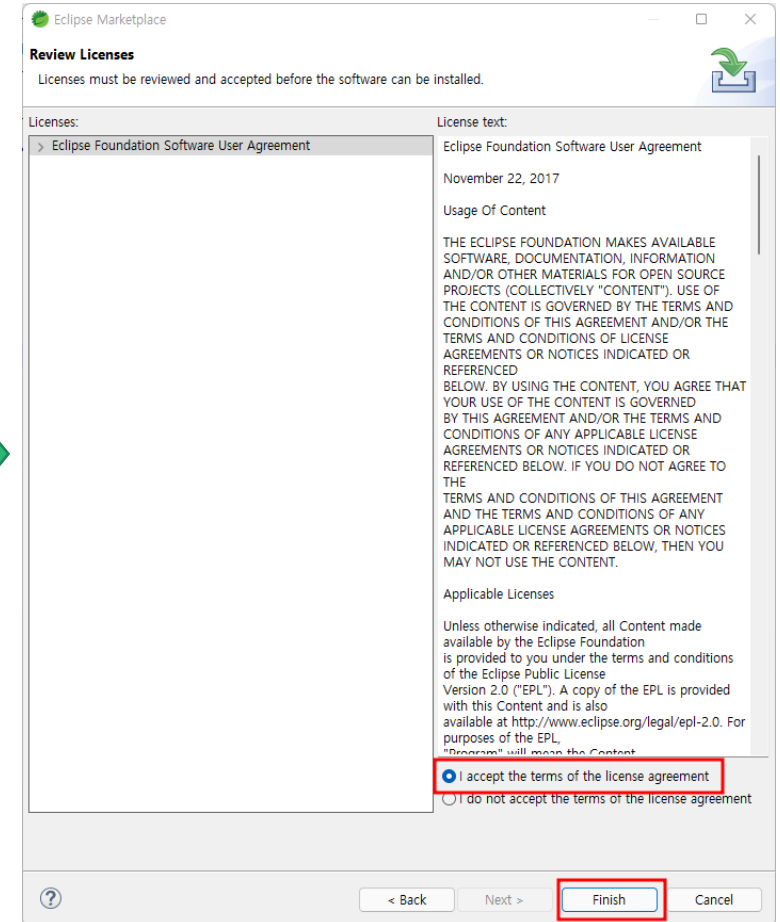 Eclipse Marketplace
Review Licenses
Licenses must be reviewed and accepted before the software can be installed.
Licenses:
> Eclipse Foundation Software User Agreement
License text:
Eclipse Foundation Software User Agreement
November 22, 2017
Usage Of Content
THE ECLIPSE FOUNDATION MAKES AVAILABLE
SOFTWARE, DOCUMENTATION, INFORMATION
AND/OR OTHER MATERIALS FOR OPEN SOURCE
PROJECTS (COLLECTIVELY "CONTENT"). USE OF
THE CONTENT IS GOVERNED BY THE TERMS AND
CONDITIONS OF THIS AGREEMENT AND/OR THE
TERMS AND CONDITIONS OF LICENSE
AGREEMENTS OR NOTICES INDICATED OR
REFERENCED
BELOW. BY USING THE CONTENT, YOU AGREE THAT
YOUR USE OF THE CONTENT IS GOVERNED
BY THIS AGREEMENT AND/OR THE TERMS AND
CONDITIONS OF ANY APPLICABLE LICENSE
AGREEMENTS OR NOTICES INDICATED OR
REFERENCED BELOW. IF YOU DO NOT AGREE TO
THE
TERMS AND CONDITIONS OF THIS AGREEMENT
AND THE TERMS AND CONDITIONS OF ANY
APPLICABLE LICENSE AGREEMENTS OR NOTICES
INDICATED OR REFERENCED BELOW, THEN YOU
MAY NOT USE THE CONTENT.
Applicable Licenses
Unless otherwise indicated, all Content made
available by the Eclipse Foundation
is provided to you under the terms and conditions
of the Eclipse Public License
Version 2.0 ("EPL"). A copy of the EPL is provided
with this Content and is also
available at http://www.eclipse.org/legal/epl-2.0. For
purposes of the EPL,
"Program" will mean the Content
I accept the terms of the license agreement
I do not accept the terms of the license agreement
?
< Back
Next >
Finish
Cancel